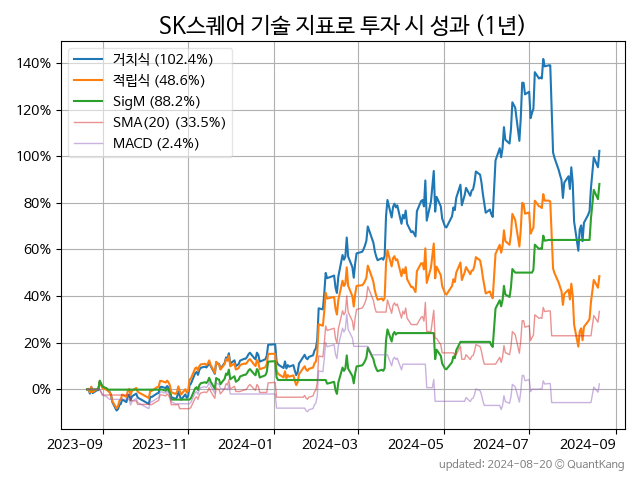 SK스퀘어 기술 지표로 투자 시 성과 (1년)
거치식 (102.4%)
적립식 (48.6%)
SigM (88.2%)
SMA(20) (33.5%)
MACD (2.4%)
140%
120%
100%
80%
60%
40%
20%
0%
2023-09 2023-11 2024-01 2024-03 2024-05 2024-07 2024-09
updated: 2024-08-20 ⓒ QuantKang